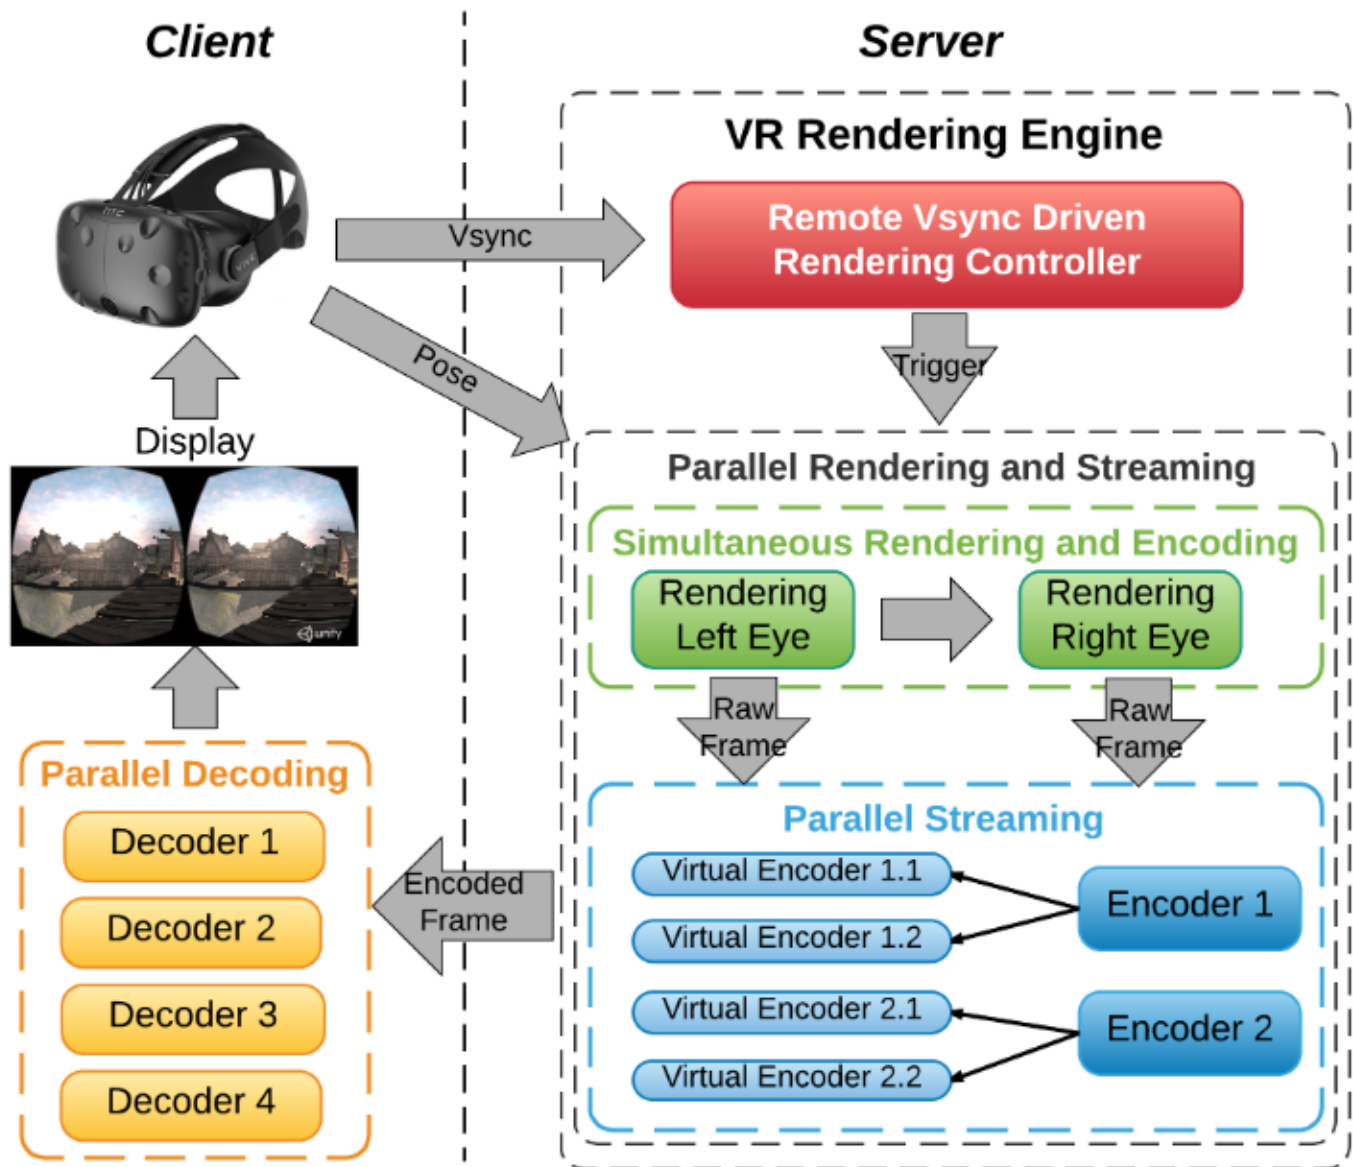 Client
Server
VR Rendering Engine
Remote Vsync Driven
Rendering Controller
Vsync
Trigger
Pose
Display
unity
hTC
VIVE
Parallel Rendering and Streaming
Simultaneous Rendering and Encoding
Rendering
Left Eye
Rendering
Right Eye
Raw
Frame
Raw
Frame
Parallel Streaming
Virtual Encoder 1.1
Virtual Encoder 1.2
Encoder 1
Virtual Encoder 2.1
Virtual Encoder 2.2
Encoder 2
Encoded
Frame
Parallel Decoding
Decoder 1
Decoder 2
Decoder 3
Decoder 4